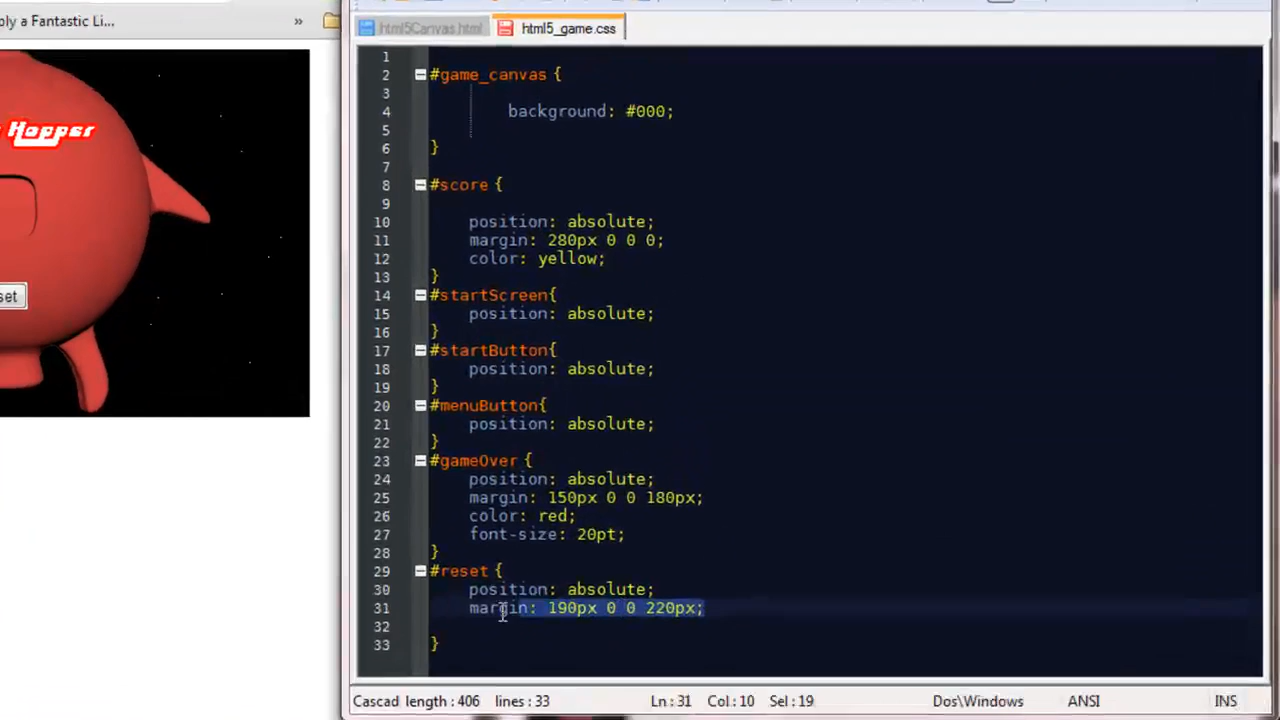 ply a Fantastic Li...
»
Hopper
set
html5Canvas.html
html5_game.css
1
2 #game_canvas {
3
4 background: #000;
5
6 }
7
8 #score {
9
10 position: absolute;
11 margin: 280px 0 0 0;
12 color: yellow;
13 }
14 #startScreen{
15 position: absolute;
16 }
17 #startButton{
18 position: absolute;
19 }
20 #menuButton{
21 position: absolute;
22 }
23 #gameOver {
24 position: absolute;
25 margin: 150px 0 0 180px;
26 color: red;
27 font-size: 20pt;
28 }
29 #reset {
30 position: absolute;
31 margin: 190px 0 0 220px;
32
33 }
Cascad length : 406 lines : 33 Ln : 31 Col : 10 Sel : 19 Dos\Windows ANSI INS